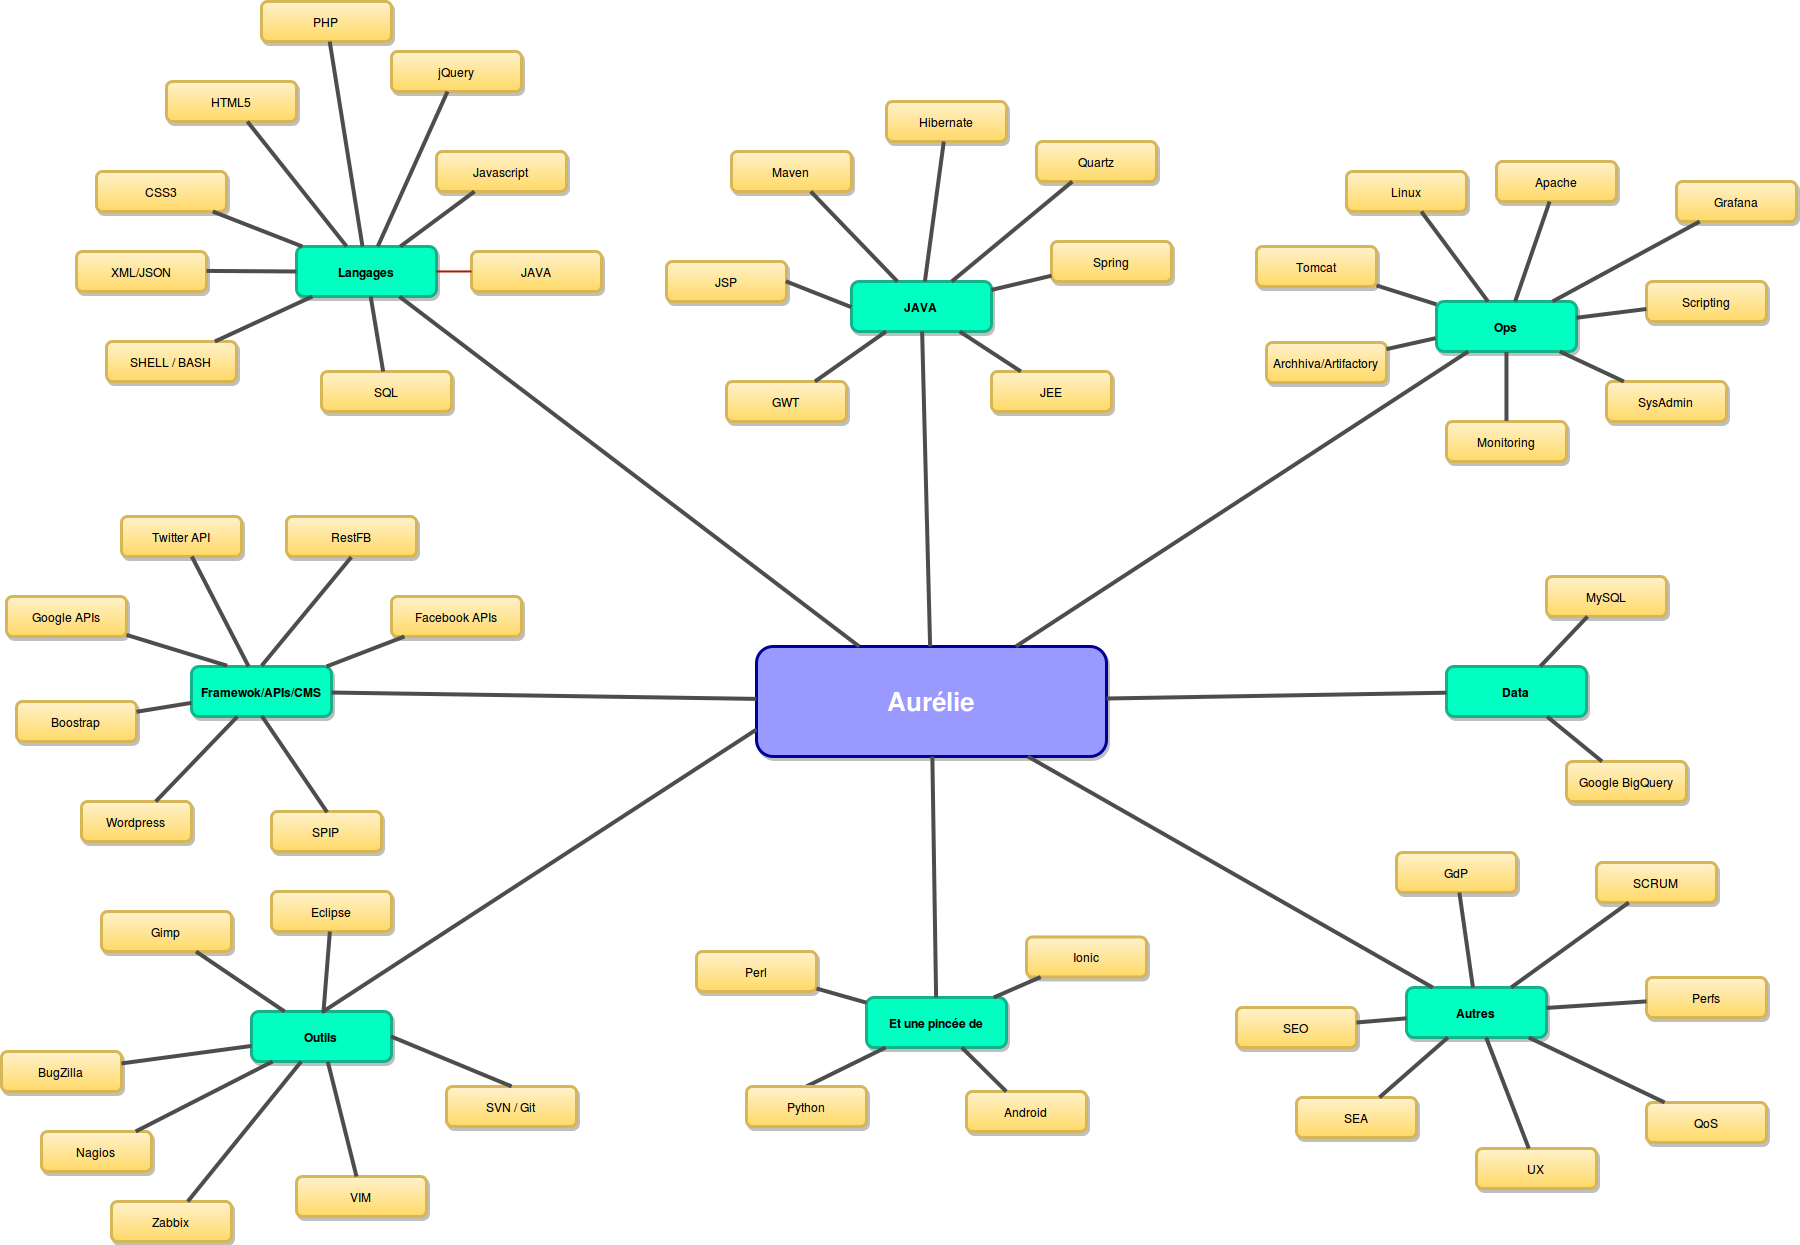 PHP
jQuery
HTML5
Javascript
CSS3
XML/JSON
Langages
JAVA
SHELL / BASH
SQL
Hibernate
Maven
Quartz
Spring
JSP
JAVA
GWT
JEE
Linux
Apache
Grafana
Tomcat
Scripting
Ops
Archhiva/Artifactory
SysAdmin
Monitoring
Twitter API
RestFB
Google APIs
Facebook APIs
Framewok/APIs/CMS
Boostrap
Wordpress
SPIP
Aurélie
MySQL
Data
Google BigQuery
Eclipse
Gimp
Outils
BugZilla
SVN / Git
Nagios
VIM
Zabbix
Perl
Ionic
Et une pincée de
Python
Android
GdP
SCRUM
Perfs
Autres
SEO
SEA
QoS
UX